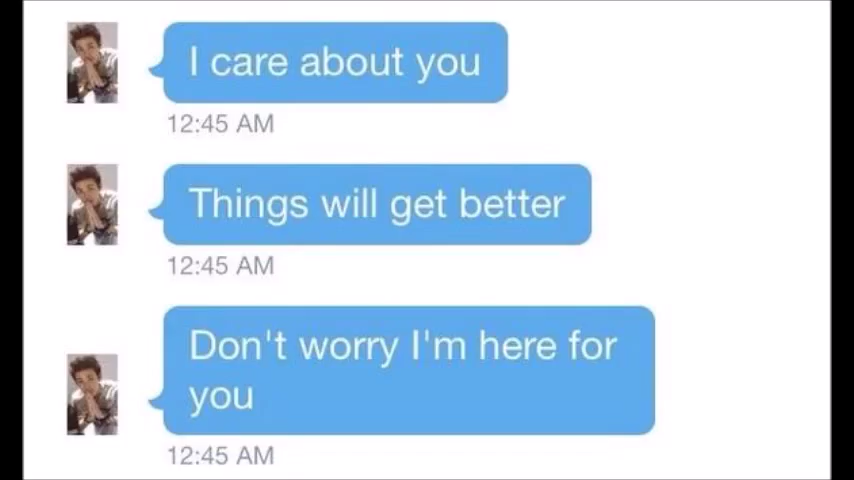 I care about you
12:45 AM
Things will get better
12:45 AM
Don't worry I'm here for
you
12:45 AM